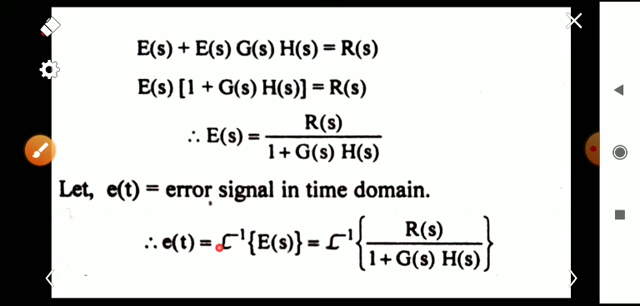 E(s) + E(s) G(s) H(s) = R(s)
E(s) [1 + G(s) H(s)] = R(s)
∴ E(s) = R(s) / 1 + G(s) H(s)
Let, e(t) = error signal in time domain.
∴ e(t) = ℒ⁻¹{E(s)} = ℒ⁻¹{R(s) / 1 + G(s) H(s)}